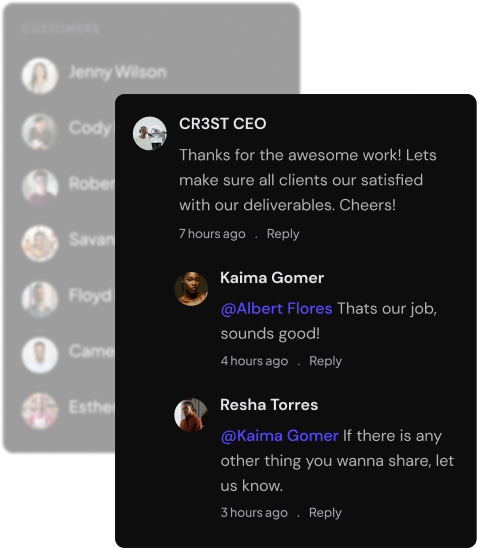 CUSTOMERS
Jenny Wilson
Cody
Rober
Savan
Floyd
Came
Esther
CR3ST CEO
Thanks for the awesome work! Lets
make sure all clients our satisfied
with our deliverables. Cheers!
7 hours ago . Reply
Kaima Gomer
@Albert Flores Thats our job,
sounds good!
4 hours ago . Reply
Resha Torres
@Kaima Gomer If there is any
other thing you wanna share, let
us know.
3 hours ago . Reply